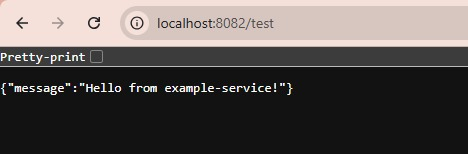 localhost:8082/test
Pretty-print
{"message":"Hello from example-service!"}